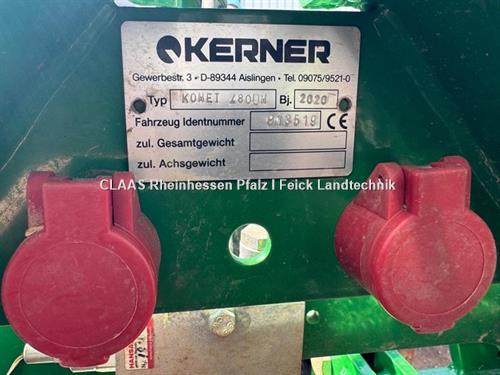 KERNER
Gewerbestr. 3 • D-89344 Aislingen • Tel. 09075/9521-0
Typ KOMET Bj. 2020
Fahrzeug Identnummer CE
zul. Gesamtgewicht
zul. Achsgewicht
CLAAS Rheinhessen Pfalz I Feick Landtechnik
HANSA